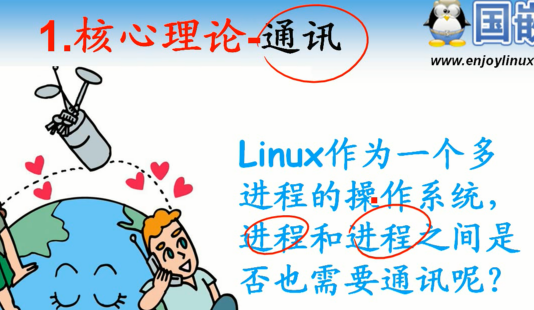 1.核心理论-通讯
国嵌
www.enjoylinux
Linux作为一个多
进程的操作系统，
进程和进程之间是
否也需要通讯呢？